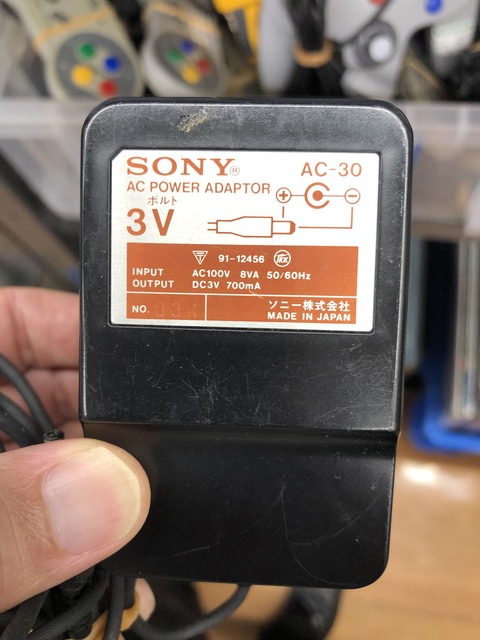 SONY® AC-30
AC POWER ADAPTOR
ボルト
3V
+ −
91-12456
INPUT AC100V 8VA 50/60Hz
OUTPUT DC3V 700mA
NO. ソニー株式会社
MADE IN JAPAN